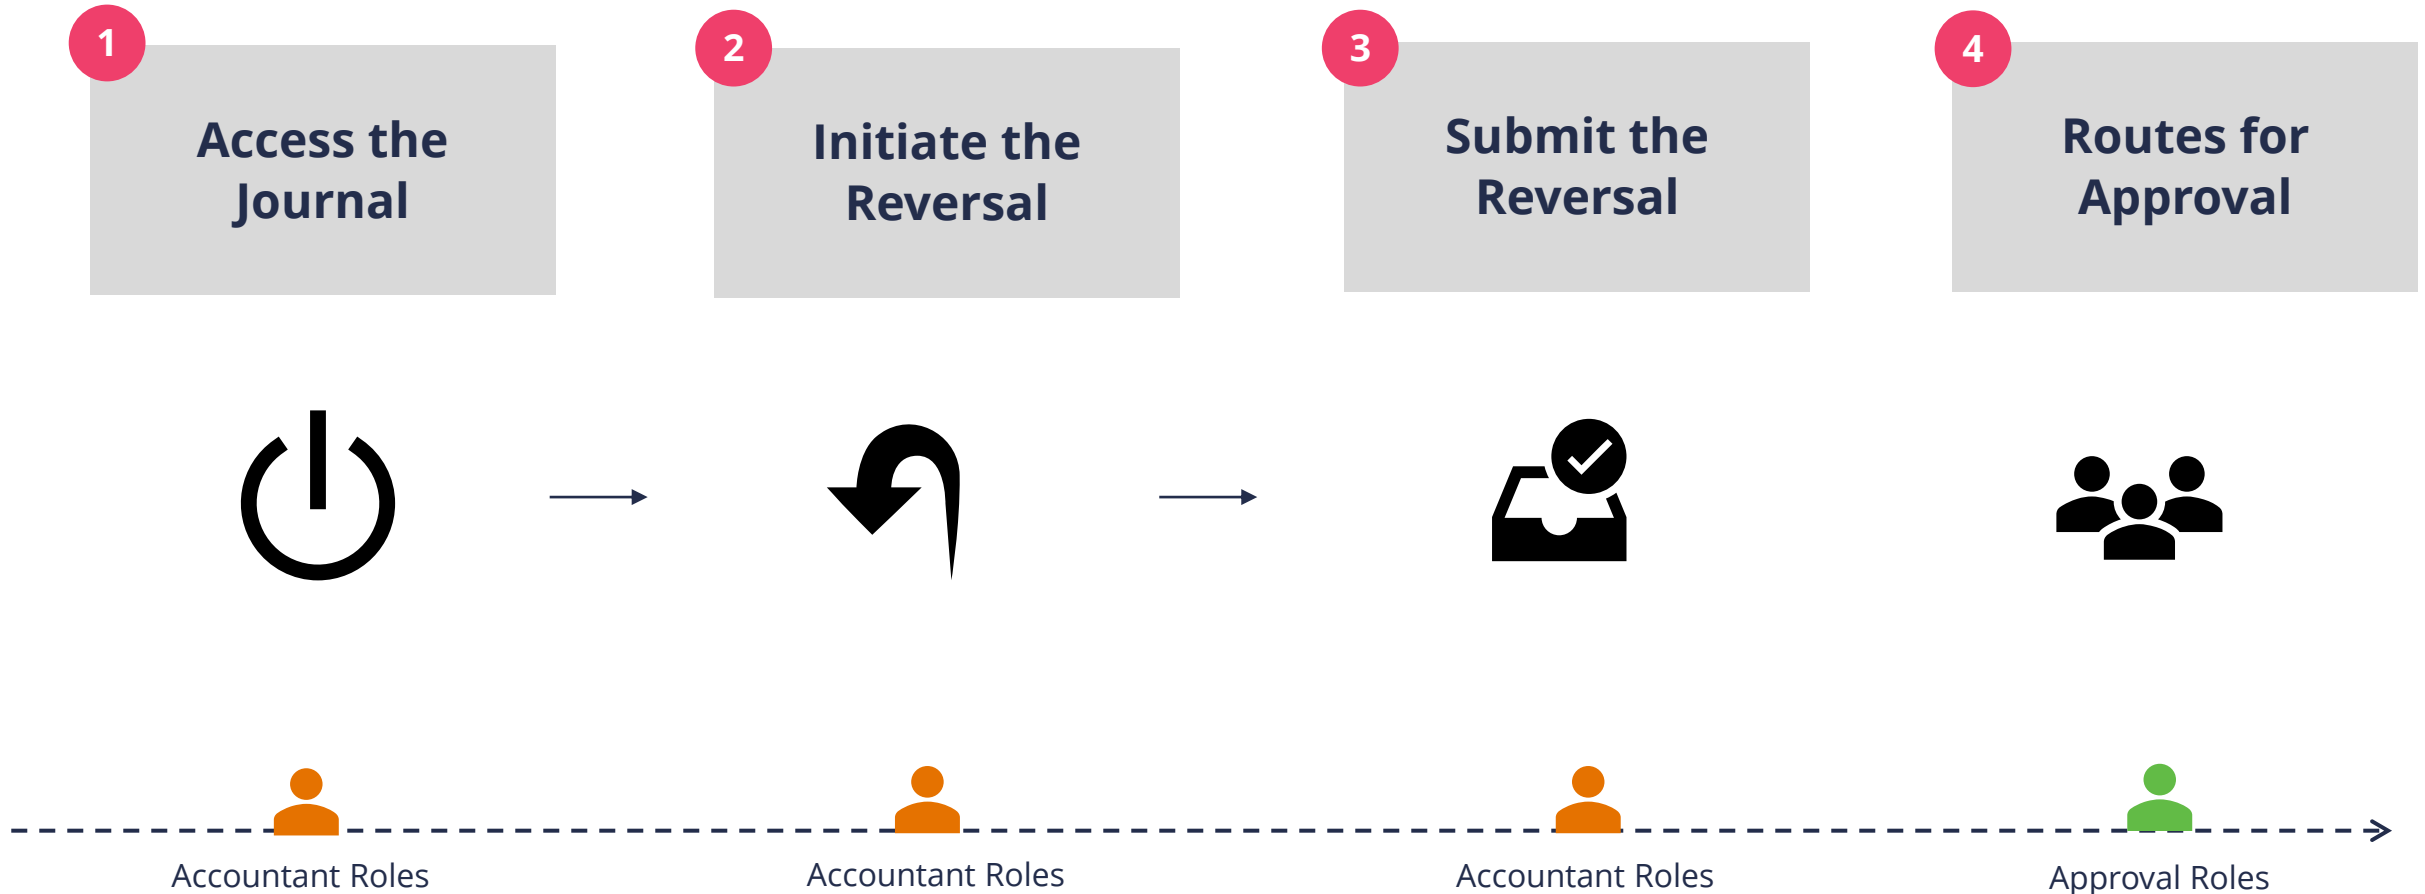 1
Access the
Journal
2
Initiate the
Reversal
3
Submit the
Reversal
4
Routes for
Approval
Accountant Roles
Accountant Roles
Accountant Roles
Approval Roles